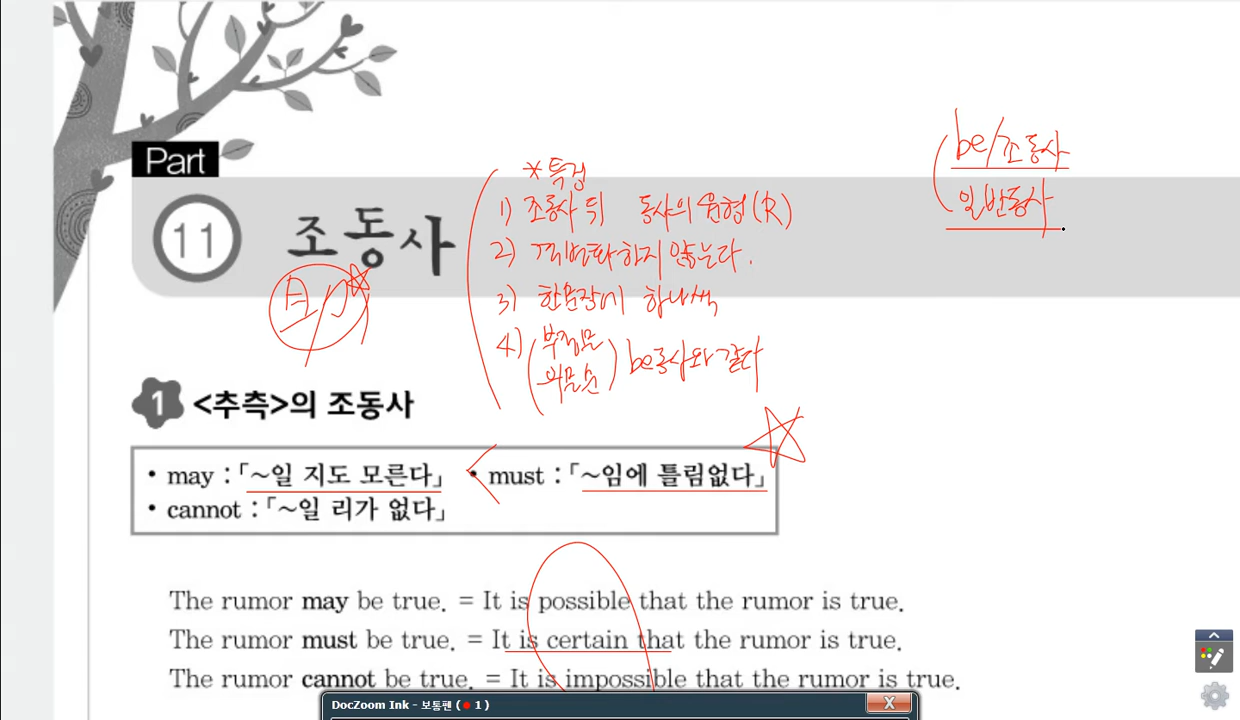 be/조동사
일반동사
Part
11 조동사
*특징
1) 조동사 뒤 동사의 원형(R)
2) 격변화하지 않는다.
3) 한문장에 하나씩
4) (부정문
의문문) be동사와 같다
1 <추측>의 조동사
• may :「~일 지도 모른다」 • must :「~임에 틀림없다」
• cannot :「~일 리가 없다」
The rumor may be true. = It is possible that the rumor is true.
The rumor must be true. = It is certain that the rumor is true.
The rumor cannot be true. = It is impossible that the rumor is true.
DocZoom Ink - 보통펜 ( 1 )